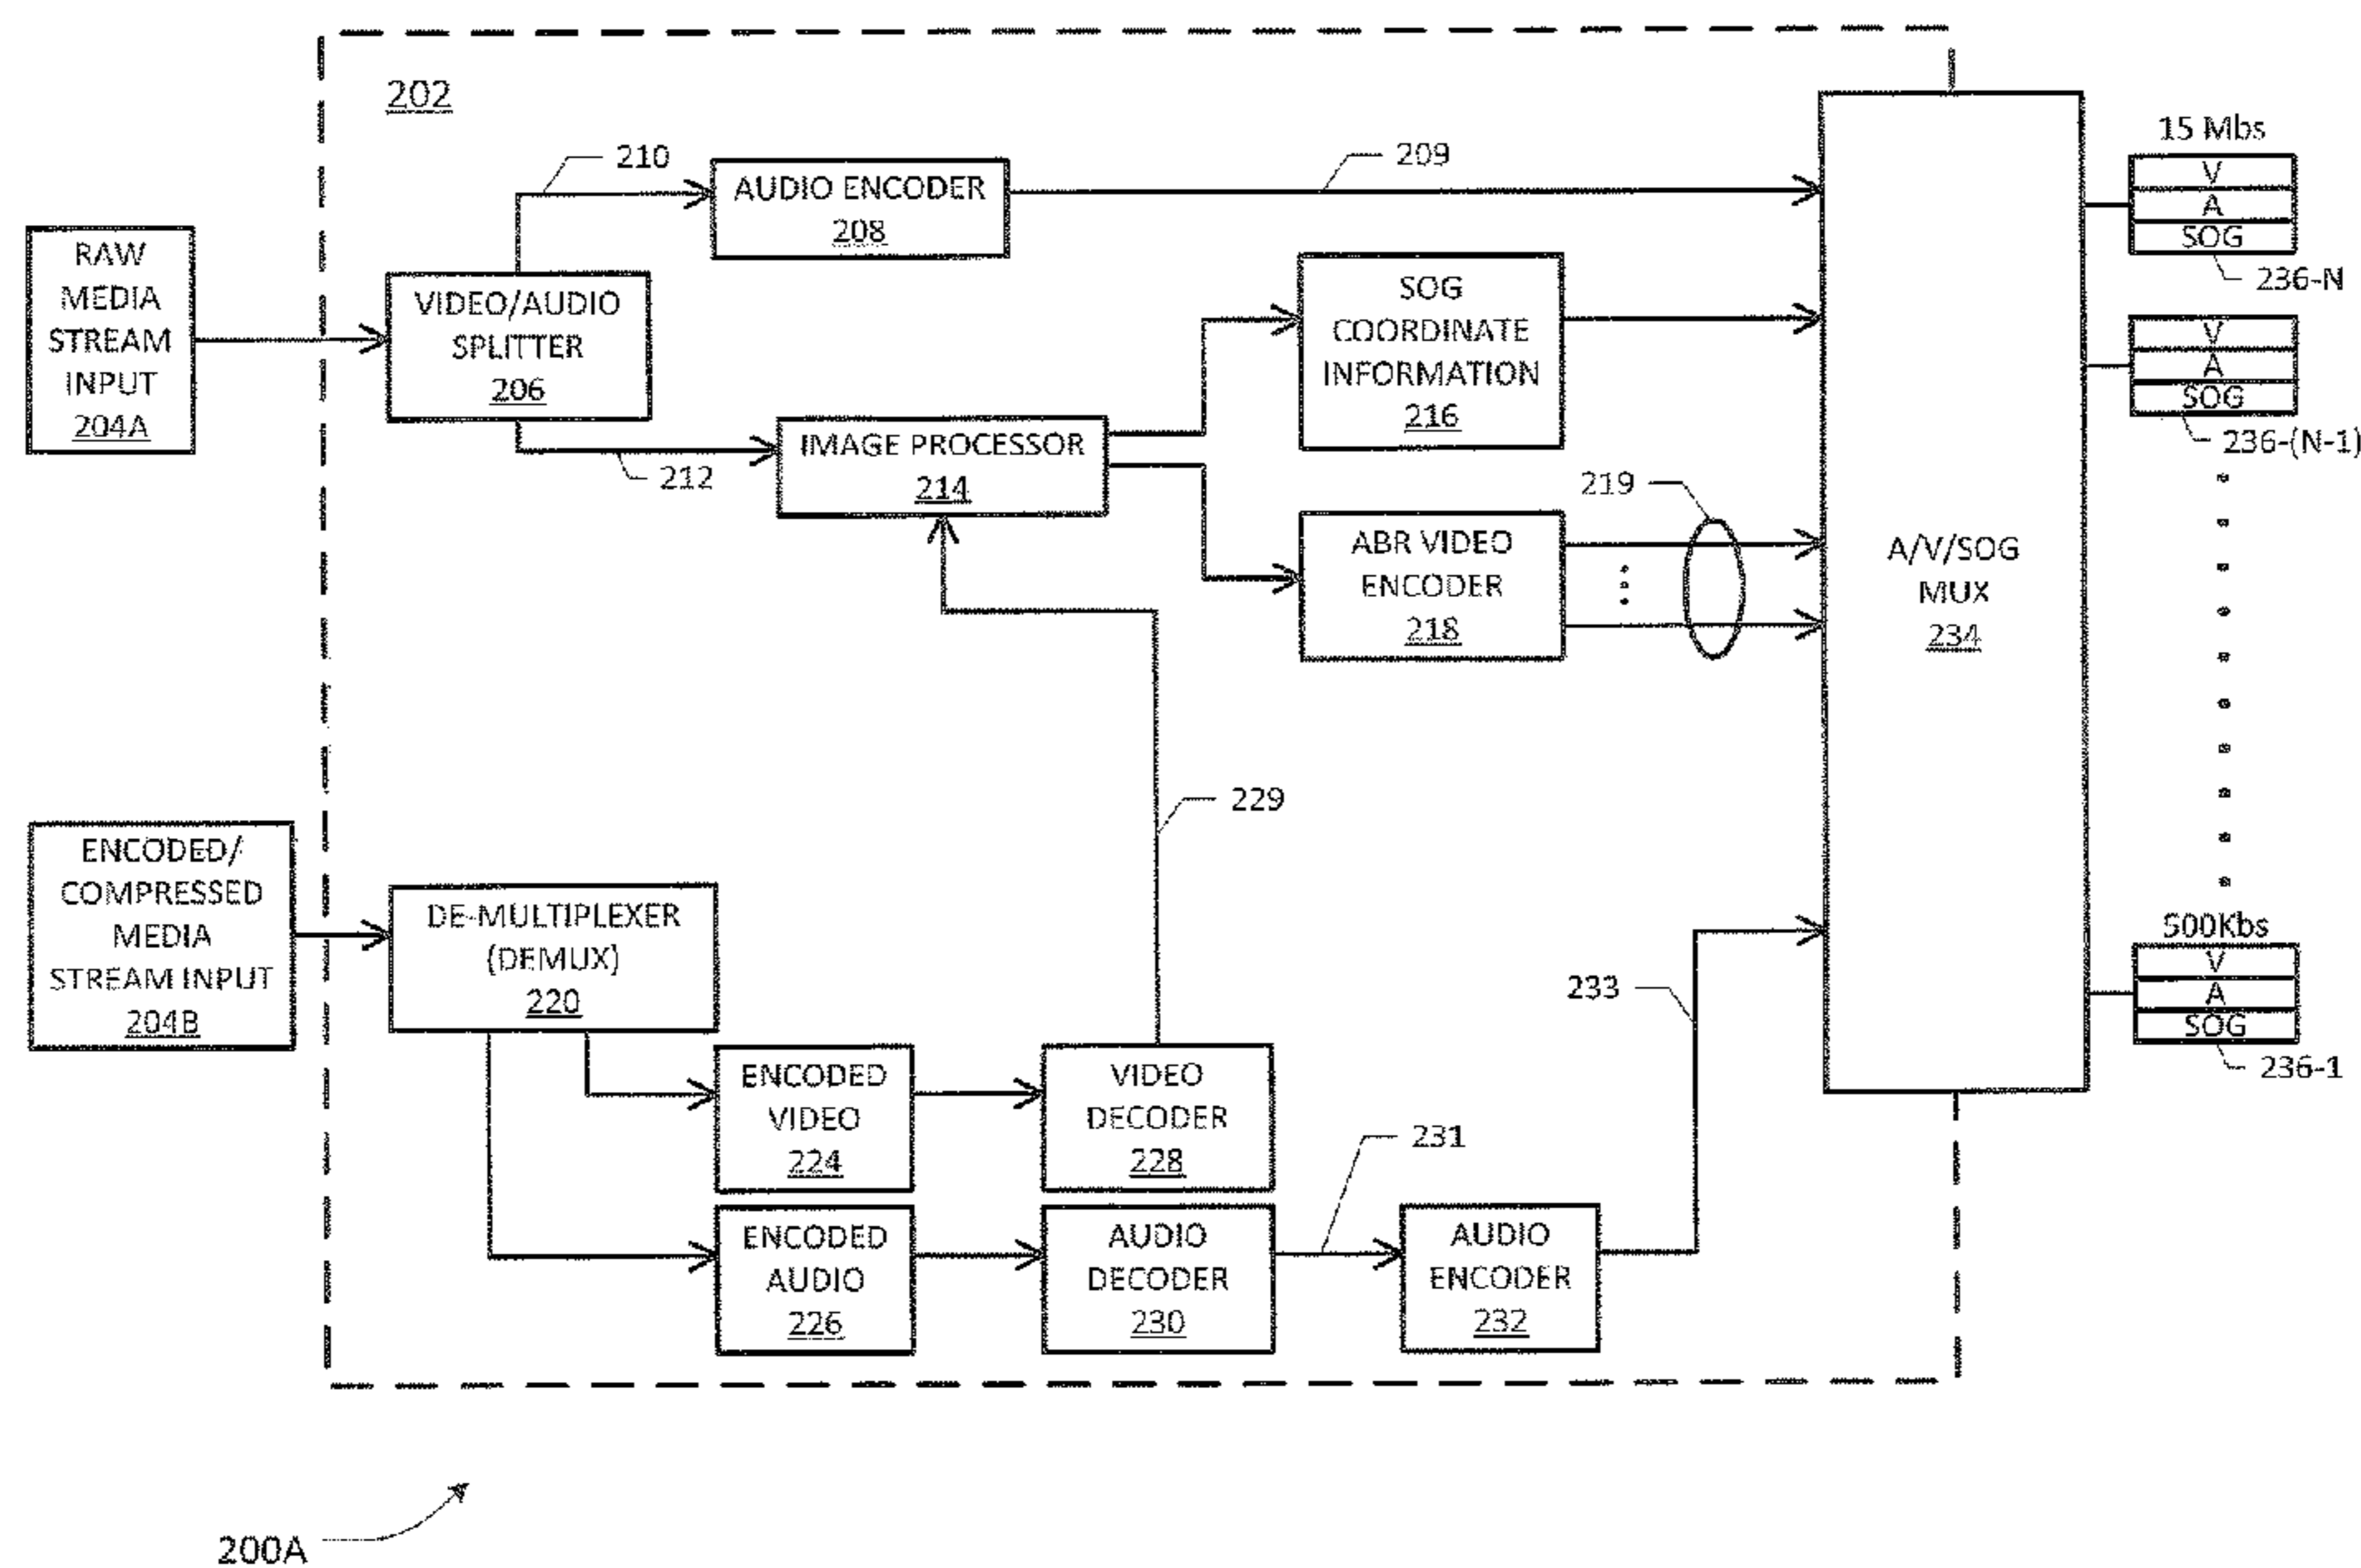 202
15 Mbs
V
A
SOG
236-N
210
AUDIO ENCODER
208
209
RAW
MEDIA
STREAM
INPUT
204A
VIDEO/AUDIO
SPLITTER
206
SOG
COORDINATE
INFORMATION
216
V
A
SOG
236-(N-1)
212
IMAGE PROCESSOR
214
219
ABR VIDEO
ENCODER
218
A/V/SOG
MUX
234
229
ENCODED/
COMPRESSED
MEDIA
STREAM INPUT
204B
DE-MULTIPLEXER
(DEMUX)
220
500Kbs
V
A
SOG
236-1
233
ENCODED
VIDEO
224
VIDEO
DECODER
228
231
ENCODED
AUDIO
226
AUDIO
DECODER
230
AUDIO
ENCODER
232
200A